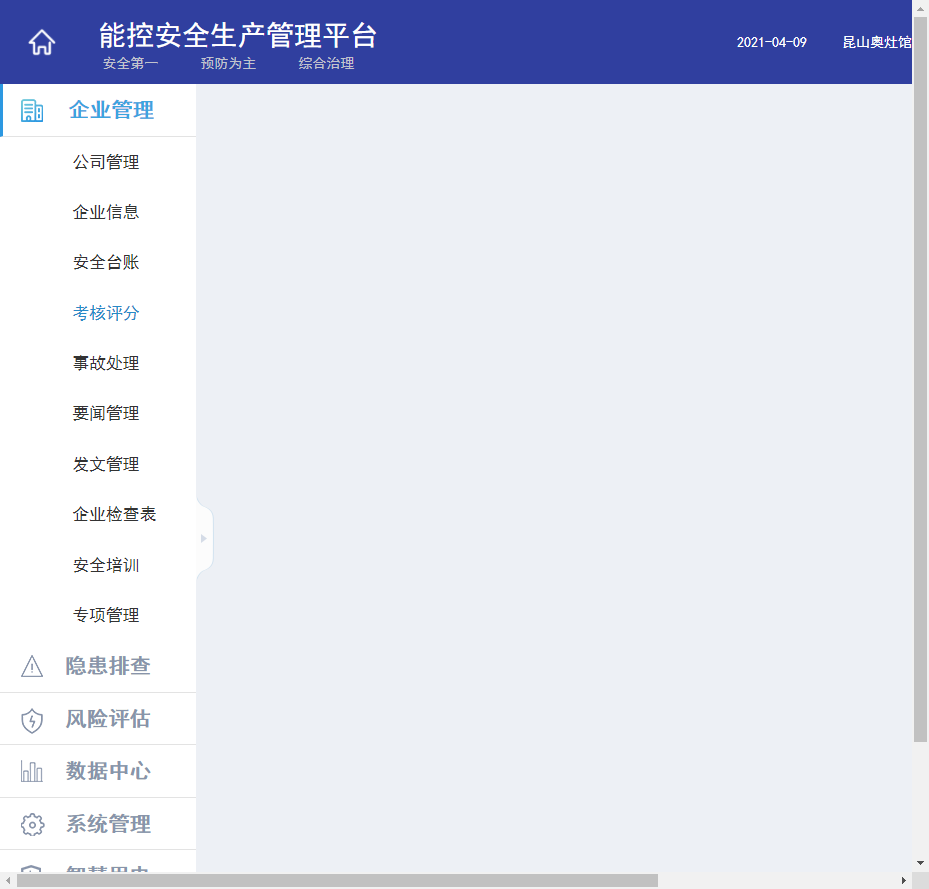 能控安全生产管理平台
安全第一 预防为主 综合治理
2021-04-09 昆山奥灶馆
企业管理
公司管理
企业信息
安全台账
考核评分
事故处理
要闻管理
发文管理
企业检查表
安全培训
专项管理
隐患排查
风险评估
数据中心
系统管理